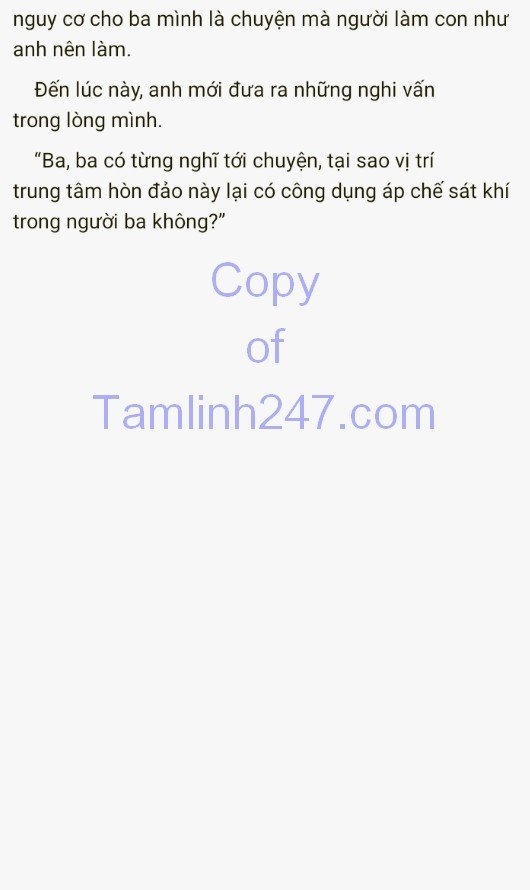 nguy cơ cho ba mình là chuyện mà người làm con như
anh nên làm.
Đến lúc này, anh mới đưa ra những nghi vấn
trong lòng mình.
“Ba, ba có từng nghĩ tới chuyện, tại sao vị trí
trung tâm hòn đảo này lại có công dụng áp chế sát khí
trong người ba không?”
Copy
of
Tamlinh247.com